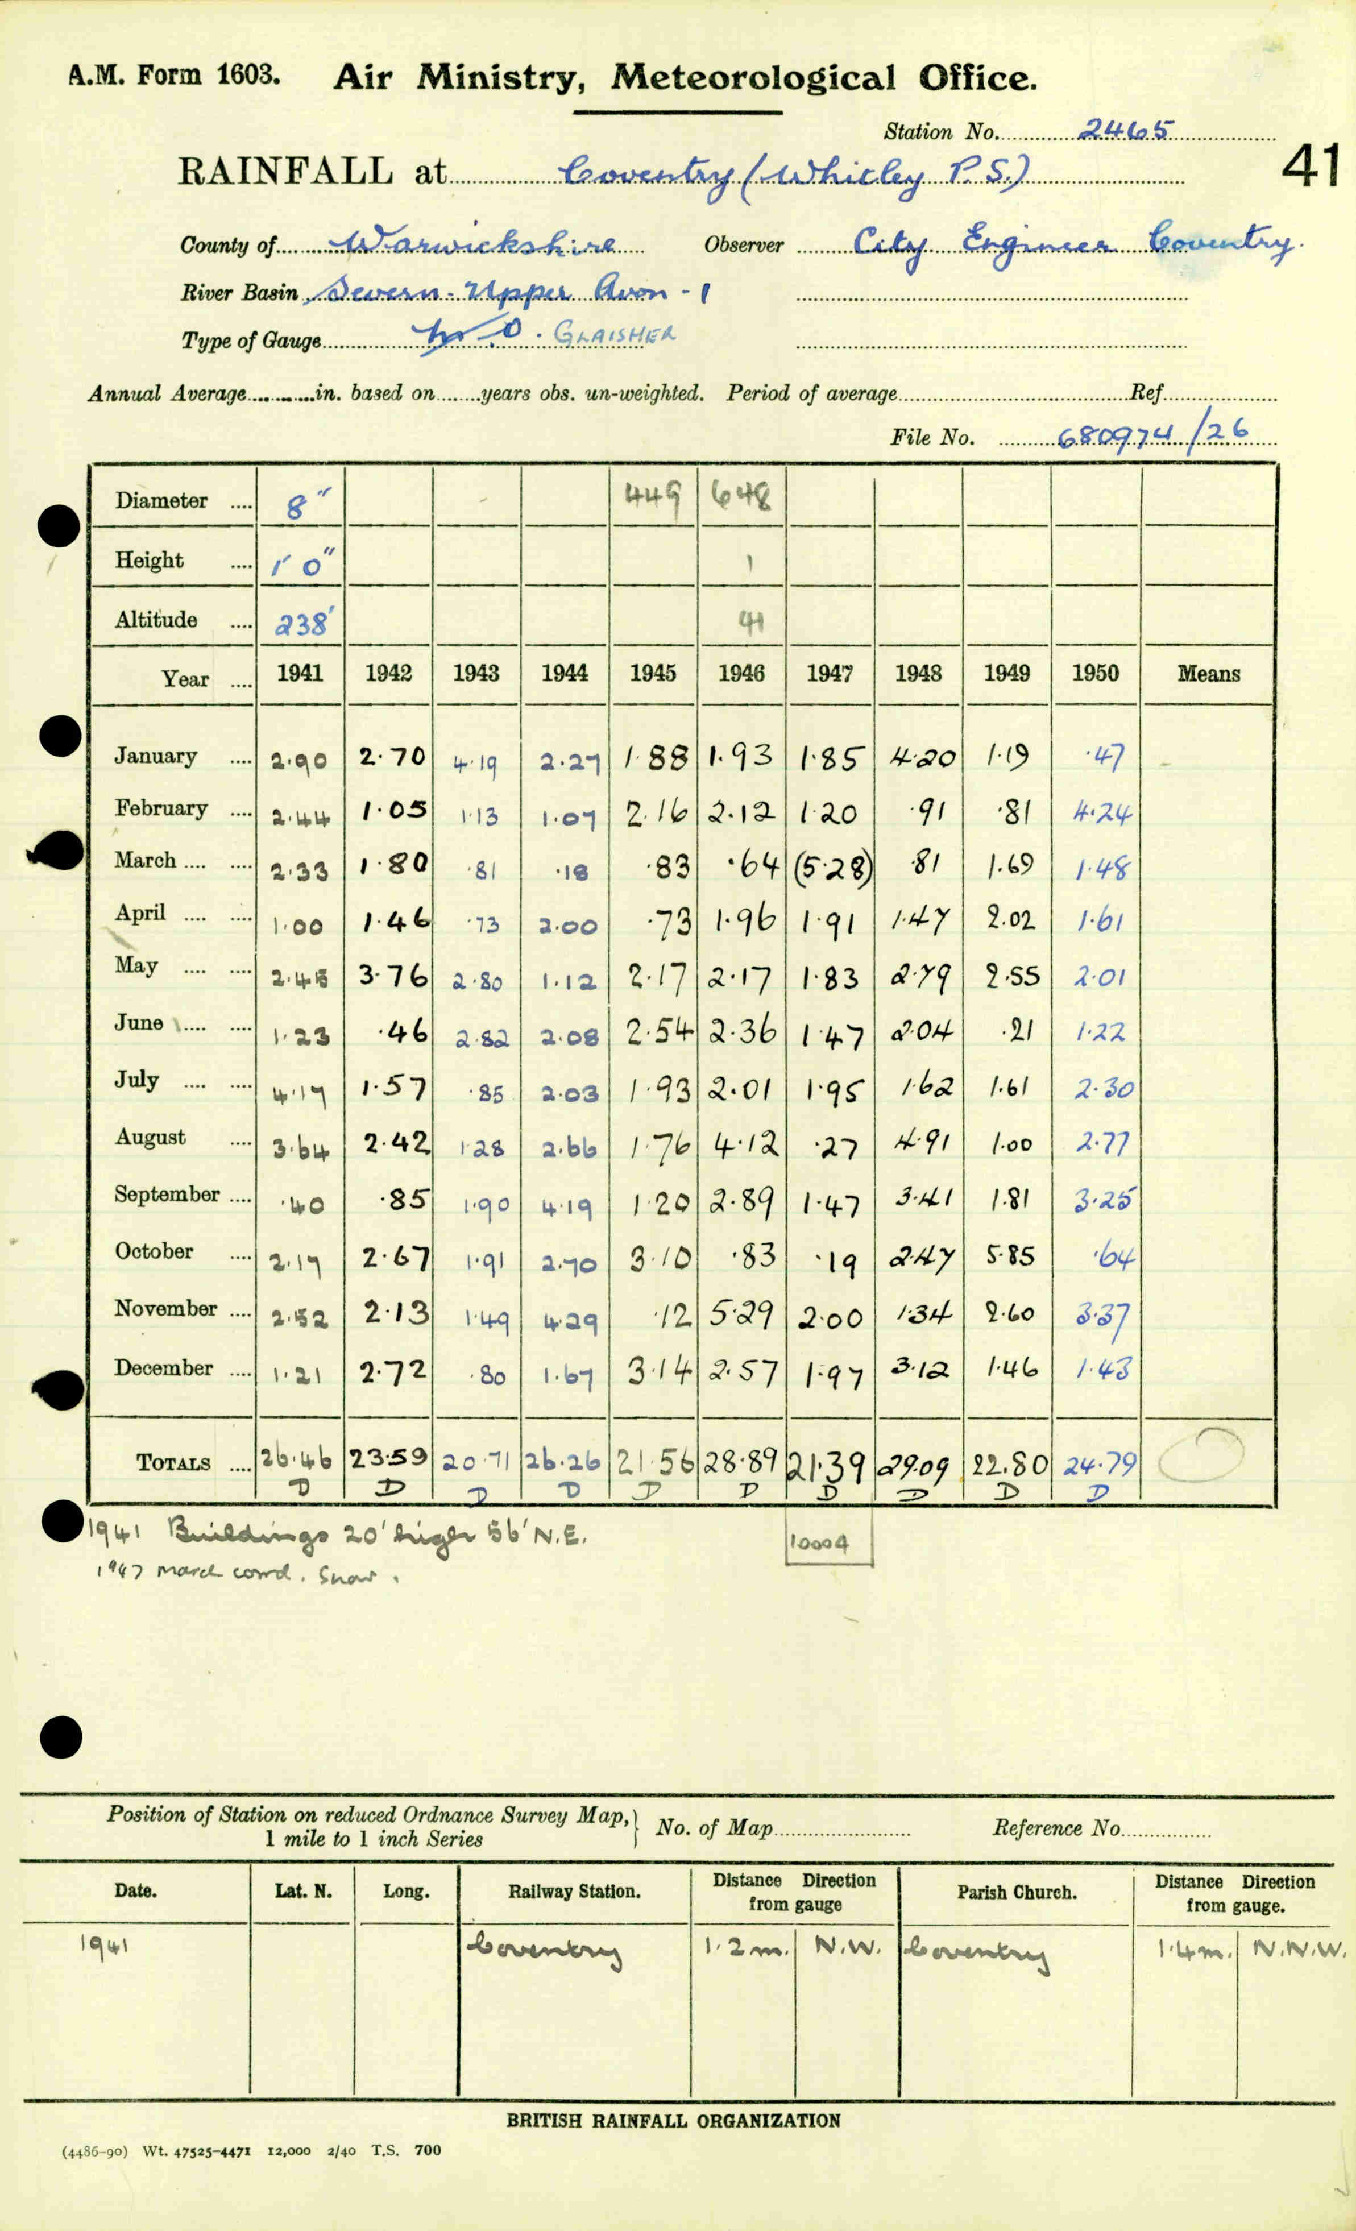 A.M. Form 1603. Air Ministry, Meteorological Office.
Station No. 2465
41
RAINFALL at Coventry (Whitley P.S.)
County of Warwickshire Observer City Engineer Coventry.
River Basin Severn - Upper Avon - 1
Type of Gauge M.O. GLAISHER
Annual Average in. based on years obs. un-weighted. Period of average Ref.
File No. 680974/26
Diameter 8" 449 648
Height 1' 0" 1
Altitude 238' 41
Year 1941 1942 1943 1944 1945 1946 1947 1948 1949 1950 Means
January 2.90 2.70 4.19 2.27 1.88 1.93 1.85 4.20 1.19 .47
February 2.44 1.05 1.13 1.07 2.16 2.12 1.20 .91 .81 4.24
March 2.33 1.80 .81 .18 .83 .64 (5.28) .81 1.69 1.48
April 1.00 1.46 .73 2.00 .73 1.96 1.91 1.47 2.02 1.61
May 2.45 3.76 2.80 1.12 2.17 2.17 1.83 2.79 2.55 2.01
June 1.23 .46 2.82 2.08 2.54 2.36 1.47 2.04 .21 1.22
July 4.17 1.57 .85 2.03 1.93 2.01 1.95 1.62 1.61 2.30
August 3.64 2.42 1.28 2.66 1.76 4.12 .27 4.91 1.00 2.77
September .40 .85 1.90 4.19 1.20 2.89 1.47 3.41 1.81 3.25
October 2.17 2.67 1.91 2.70 3.10 .83 .19 2.47 5.85 .64
November 2.52 2.13 1.49 4.29 .12 5.29 2.00 1.34 2.60 3.37
December 1.21 2.72 .80 1.67 3.14 2.57 1.97 3.12 1.46 1.43
TOTALS 26.46 23.59 20.71 26.26 21.56 28.89 21.39 29.09 22.80 24.79
D D D D D D D D D D
1941 Buildings 20' high 56' N.E. 10004
1947 March corrd. Snow.
Position of Station on reduced Ordnance Survey Map, No. of Map Reference No.
1 mile to 1 inch Series
Date. Lat. N. Long. Railway Station. Distance from gauge Direction Parish Church. Distance from gauge. Direction
1941 Coventry 1.2 m. N.W. Coventry 1.4 m. N.N.W.
BRITISH RAINFALL ORGANIZATION
(4486-90) Wt. 47525-4471 12,000 2/40 T.S. 700